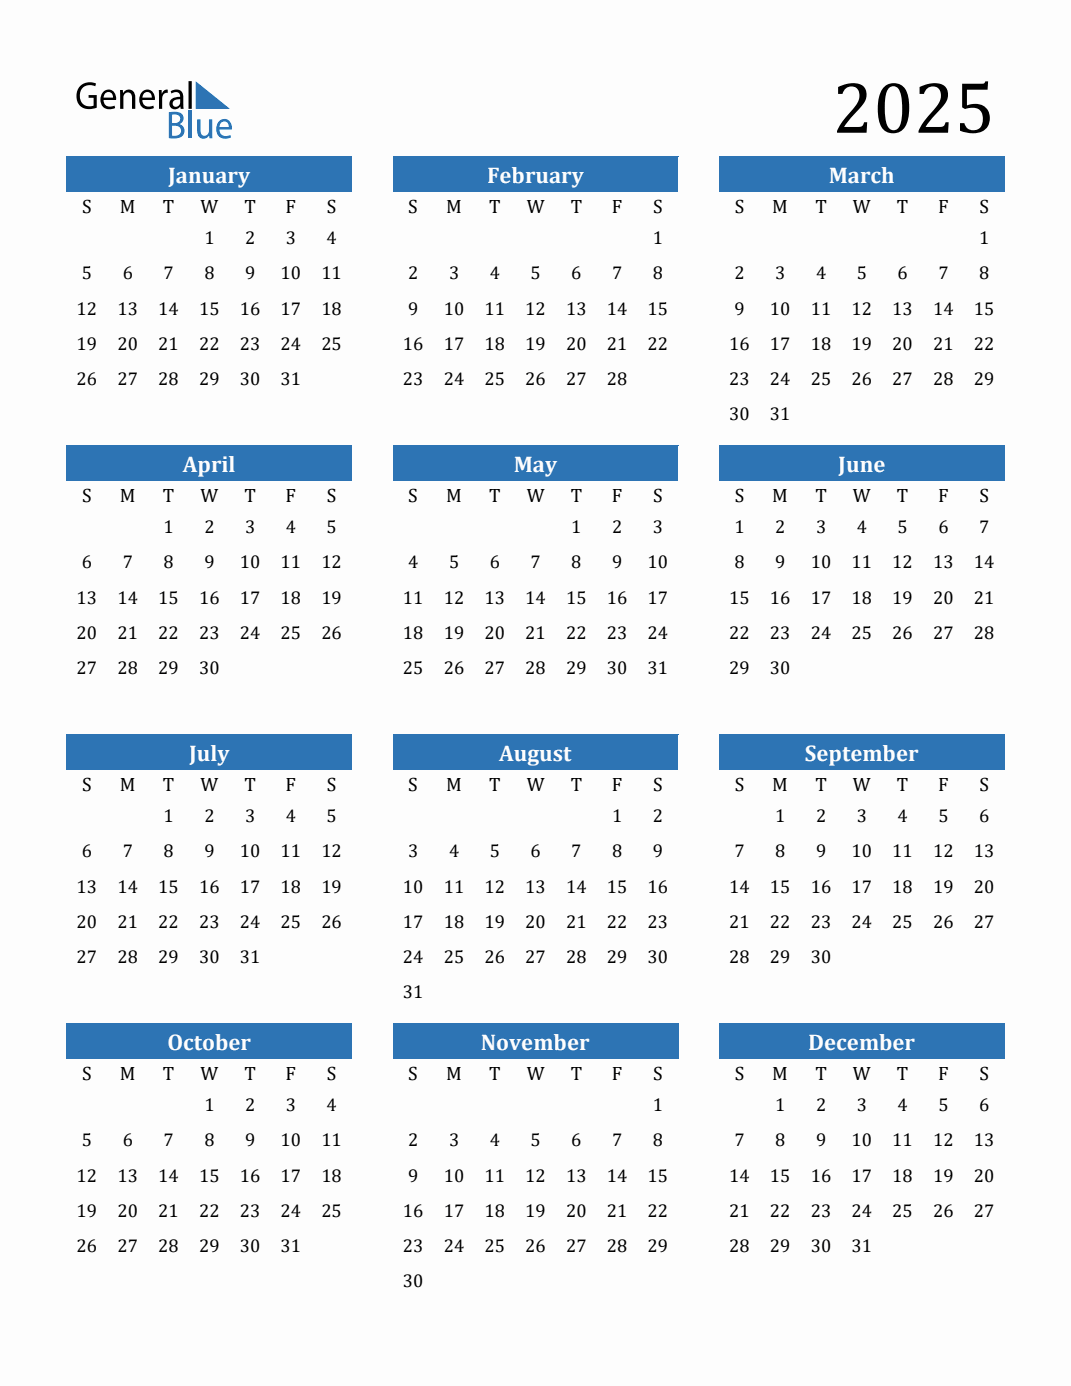 General
Blue
2025
January February March
S M T W T F S S M T W T F S S M T W T F S
1 2 3 4 1 1
5 6 7 8 9 10 11 2 3 4 5 6 7 8 2 3 4 5 6 7 8
12 13 14 15 16 17 18 9 10 11 12 13 14 15 9 10 11 12 13 14 15
19 20 21 22 23 24 25 16 17 18 19 20 21 22 16 17 18 19 20 21 22
26 27 28 29 30 31 23 24 25 26 27 28 23 24 25 26 27 28 29
30 31
April May June
S M T W T F S S M T W T F S S M T W T F S
1 2 3 4 5 1 2 3 1 2 3 4 5 6 7
6 7 8 9 10 11 12 4 5 6 7 8 9 10 8 9 10 11 12 13 14
13 14 15 16 17 18 19 11 12 13 14 15 16 17 15 16 17 18 19 20 21
20 21 22 23 24 25 26 18 19 20 21 22 23 24 22 23 24 25 26 27 28
27 28 29 30 25 26 27 28 29 30 31 29 30
July August September
S M T W T F S S M T W T F S S M T W T F S
1 2 3 4 5 1 2 1 2 3 4 5 6
6 7 8 9 10 11 12 3 4 5 6 7 8 9 7 8 9 10 11 12 13
13 14 15 16 17 18 19 10 11 12 13 14 15 16 14 15 16 17 18 19 20
20 21 22 23 24 25 26 17 18 19 20 21 22 23 21 22 23 24 25 26 27
27 28 29 30 31 24 25 26 27 28 29 30 28 29 30
31
October November December
S M T W T F S S M T W T F S S M T W T F S
1 2 3 4 1 1 2 3 4 5 6
5 6 7 8 9 10 11 2 3 4 5 6 7 8 7 8 9 10 11 12 13
12 13 14 15 16 17 18 9 10 11 12 13 14 15 14 15 16 17 18 19 20
19 20 21 22 23 24 25 16 17 18 19 20 21 22 21 22 23 24 25 26 27
26 27 28 29 30 31 23 24 25 26 27 28 29 28 29 30 31
30